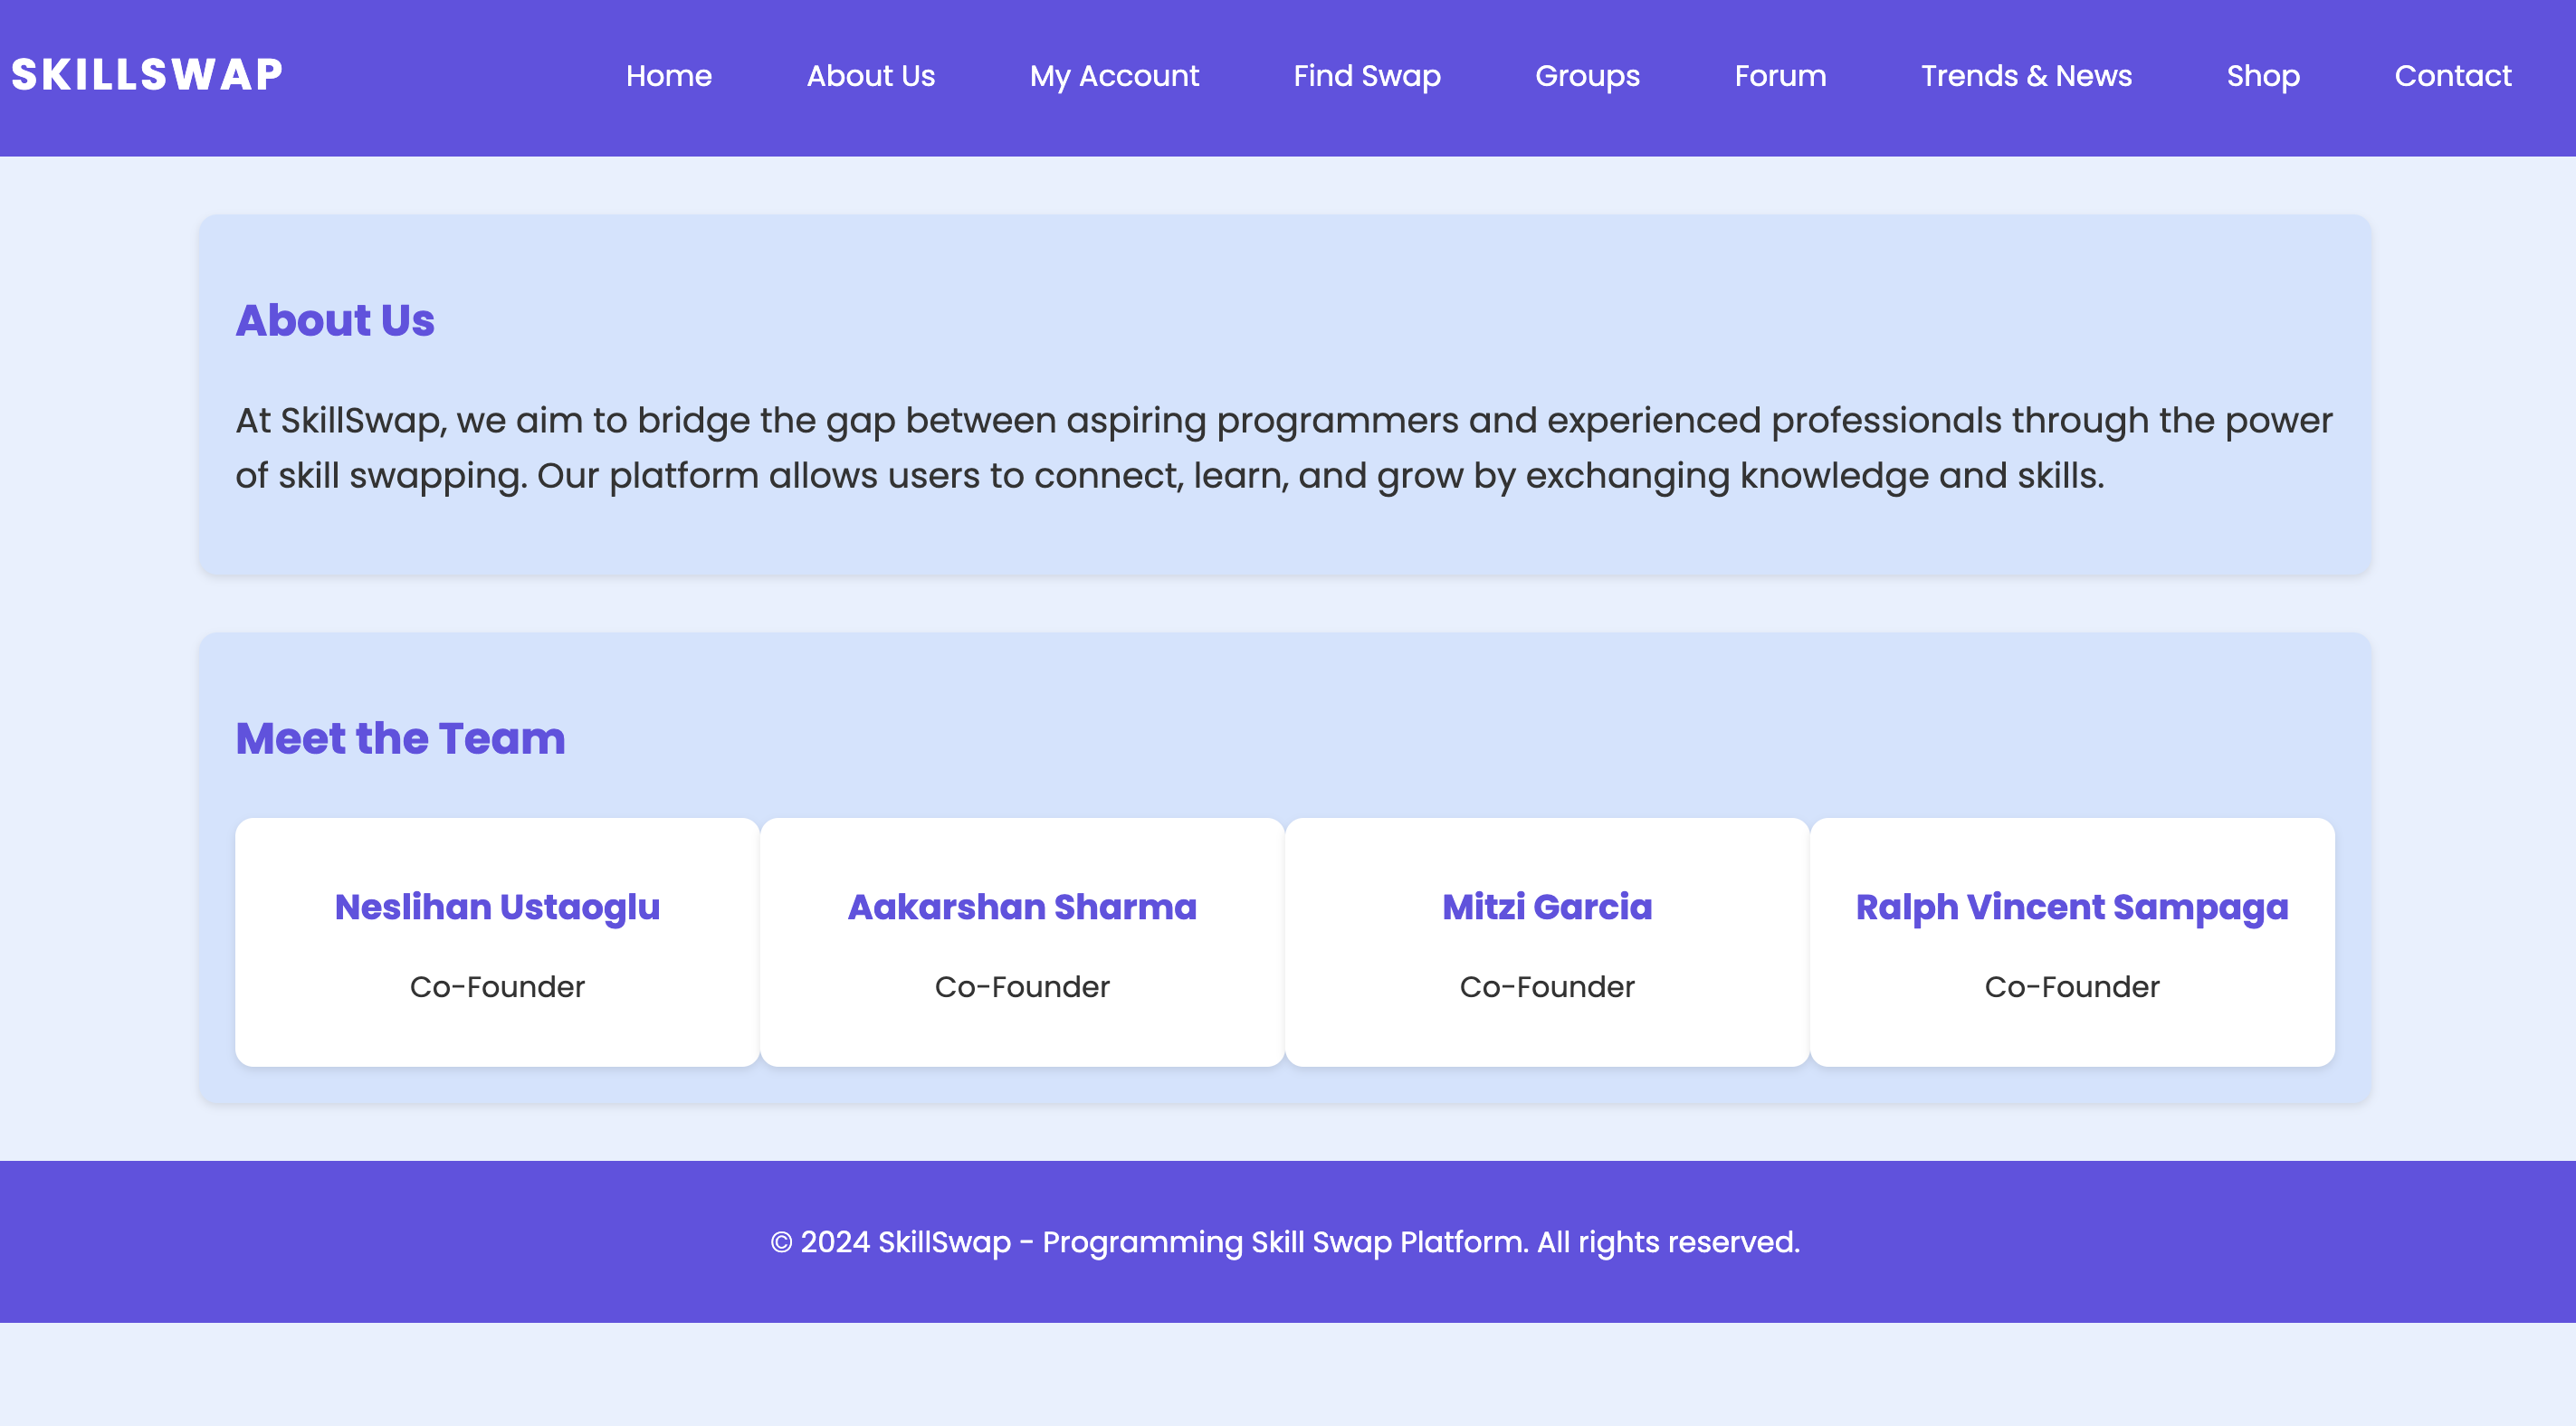 SKILLSWAP
Home About Us My Account Find Swap Groups Forum Trends & News Shop Contact
About Us
At SkillSwap, we aim to bridge the gap between aspiring programmers and experienced professionals through the power
of skill swapping. Our platform allows users to connect, learn, and grow by exchanging knowledge and skills.
Meet the Team
Neslihan Ustaoglu
Co-Founder
Aakarshan Sharma
Co-Founder
Mitzi Garcia
Co-Founder
Ralph Vincent Sampaga
Co-Founder
© 2024 SkillSwap - Programming Skill Swap Platform. All rights reserved.